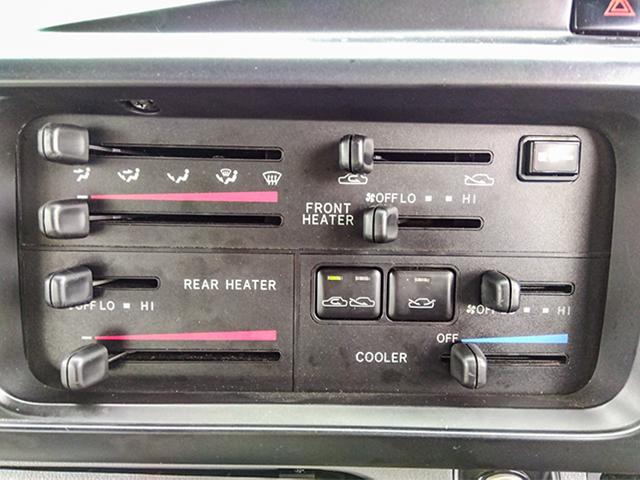 OFF LO HI
FRONT
HEATER
REAR HEATER
OFF LO HI
OFF HI
OFF
COOLER